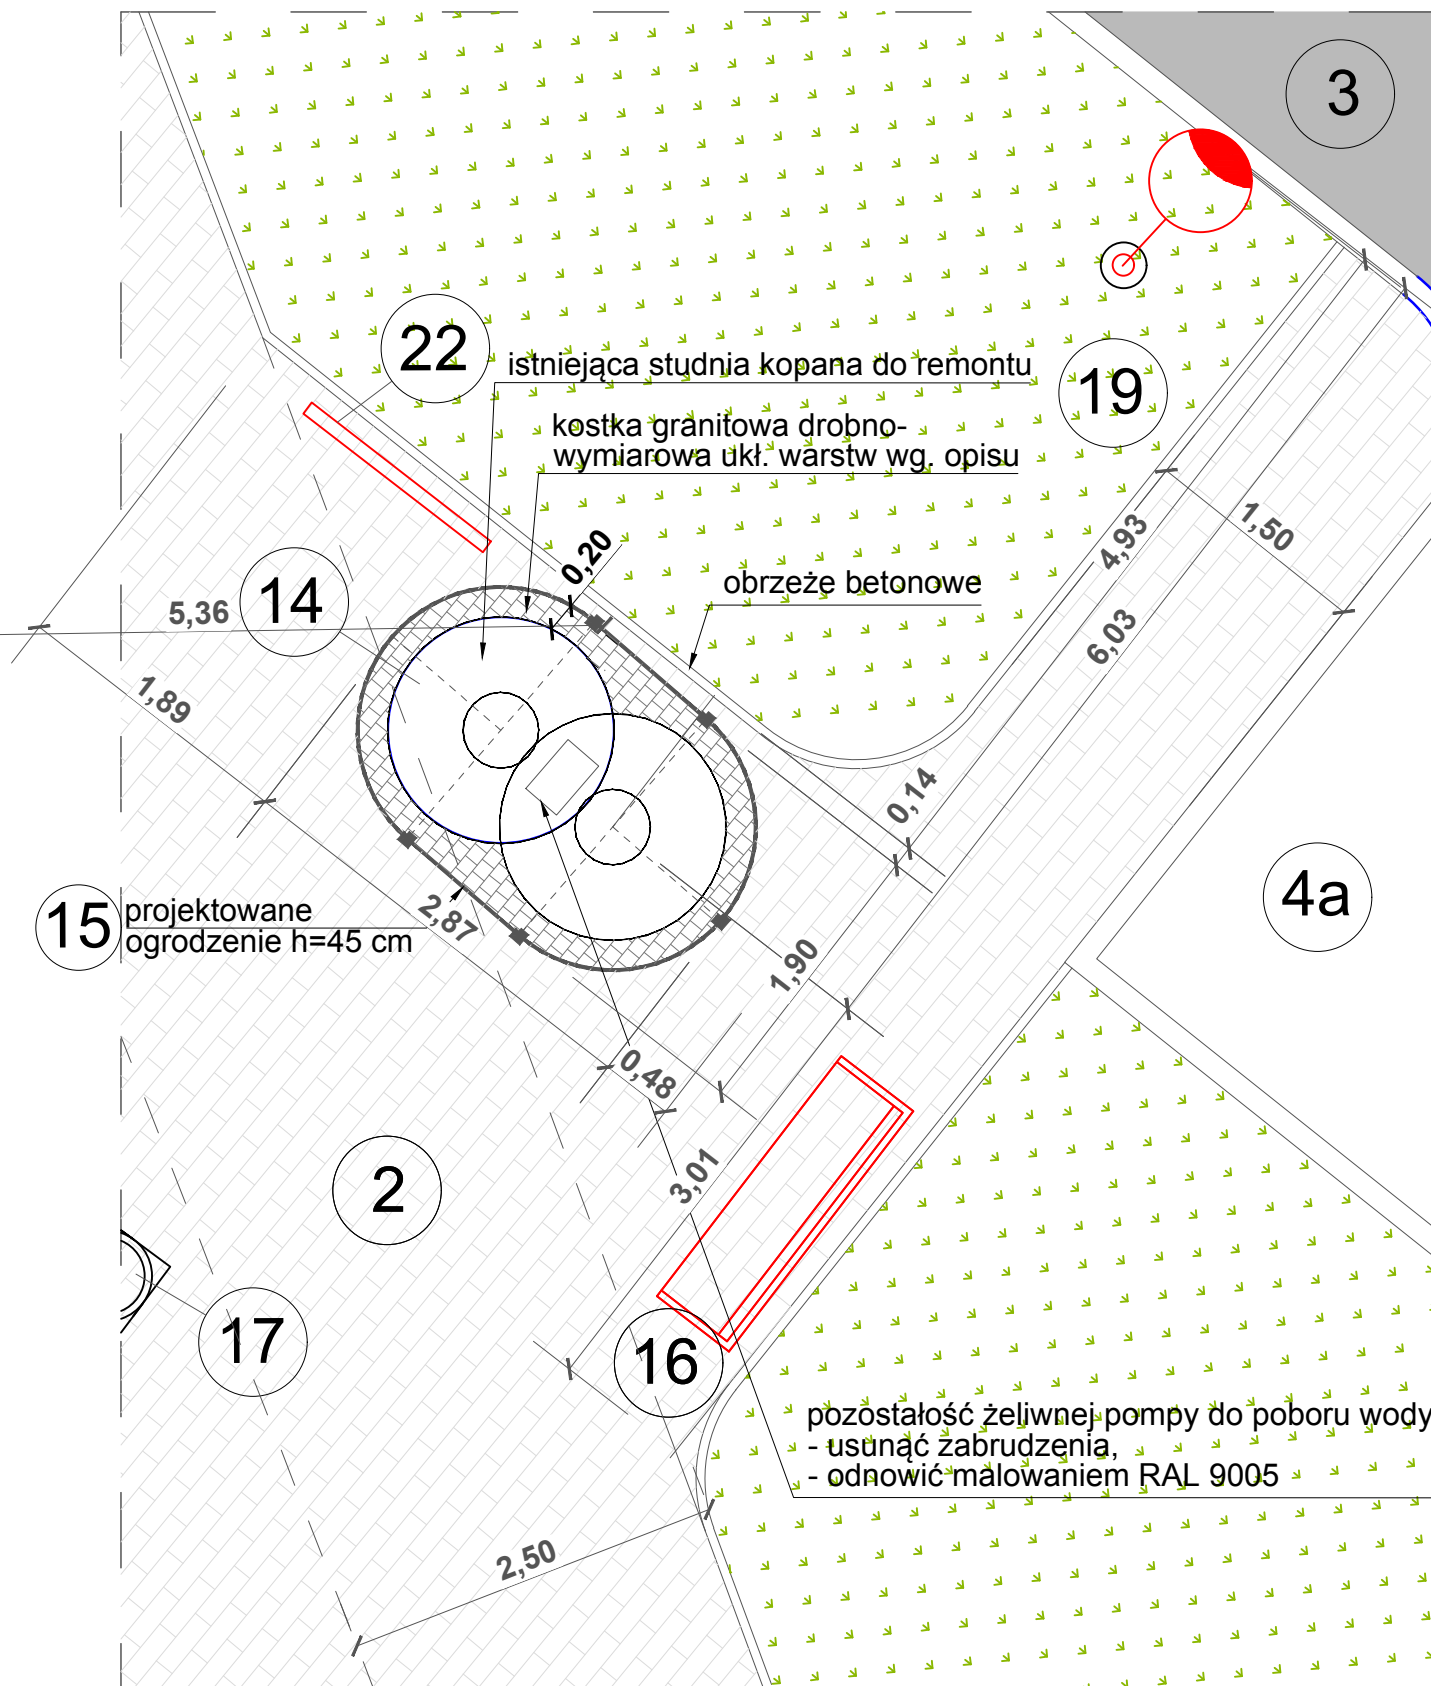 3
22
istniejąca studnia kopana do remontu
19
kostka granitowa drobno-
wymiarowa ukł. warstw wg. opisu
1,50
4,93
0,20
obrzeże betonowe
14
5,36
6,03
1,89
0,14
4a
15
projektowane
ogrodzenie h=45 cm
2,87
1,90
0,48
2
3,01
17
16
pozostałość żeliwnej pompy do poboru wody
- usunąć zabrudzenia,
- odnowić malowaniem RAL 9005
2,50